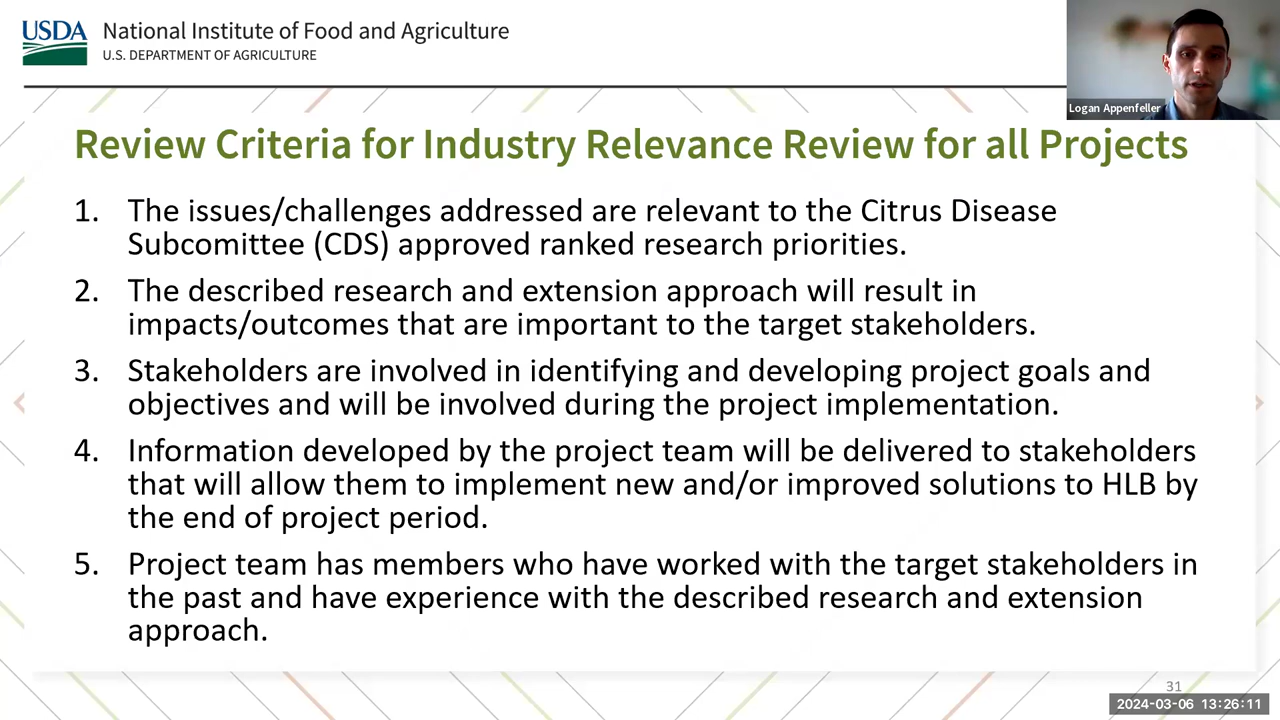 USDA
National Institute of Food and Agriculture
U.S. DEPARTMENT OF AGRICULTURE
Logan Appenfeller
Review Criteria for Industry Relevance Review for all Projects
1. The issues/challenges addressed are relevant to the Citrus Disease
Subcomittee (CDS) approved ranked research priorities.
2. The described research and extension approach will result in
impacts/outcomes that are important to the target stakeholders.
3. Stakeholders are involved in identifying and developing project goals and
objectives and will be involved during the project implementation.
4. Information developed by the project team will be delivered to stakeholders
that will allow them to implement new and/or improved solutions to HLB by
the end of project period.
5. Project team has members who have worked with the target stakeholders in
the past and have experience with the described research and extension
approach.
31
2024-03-06 13:26:11